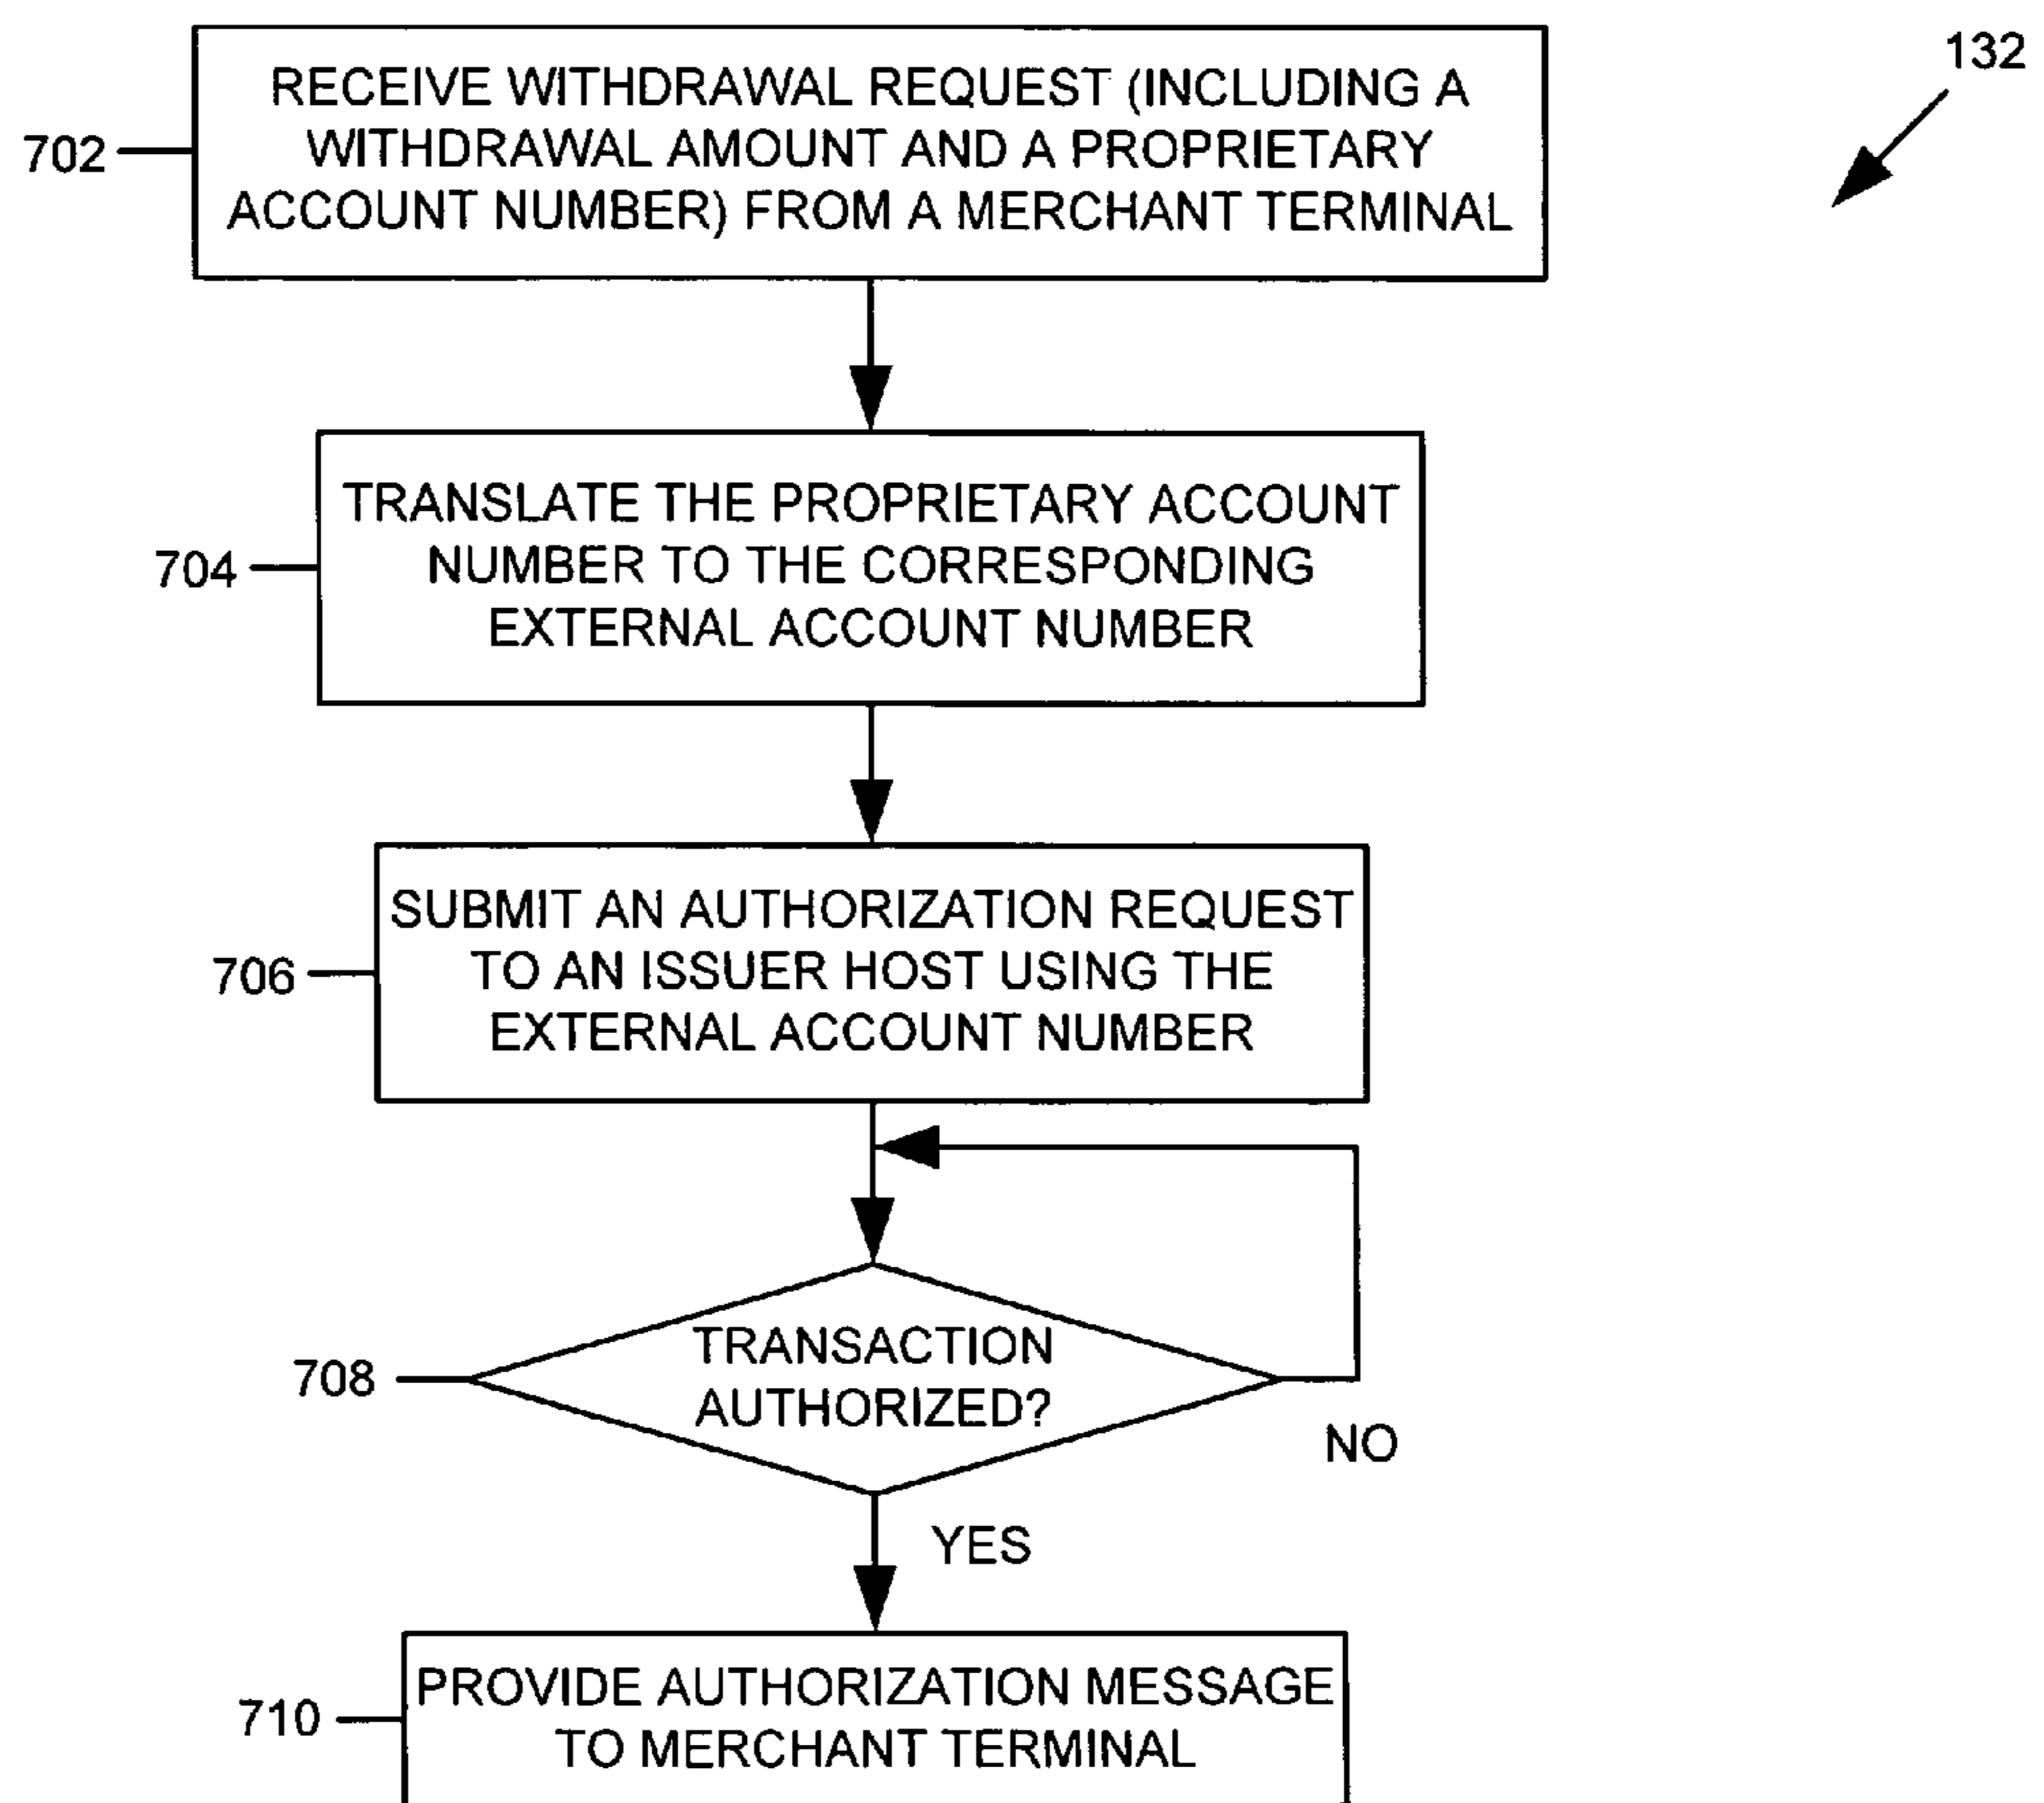 132
702
RECEIVE WITHDRAWAL REQUEST (INCLUDING A
WITHDRAWAL AMOUNT AND A PROPRIETARY
ACCOUNT NUMBER) FROM A MERCHANT TERMINAL
704
TRANSLATE THE PROPRIETARY ACCOUNT
NUMBER TO THE CORRESPONDING
EXTERNAL ACCOUNT NUMBER
706
SUBMIT AN AUTHORIZATION REQUEST
TO AN ISSUER HOST USING THE
EXTERNAL ACCOUNT NUMBER
708
TRANSACTION
AUTHORIZED?
NO
YES
710
PROVIDE AUTHORIZATION MESSAGE
TO MERCHANT TERMINAL